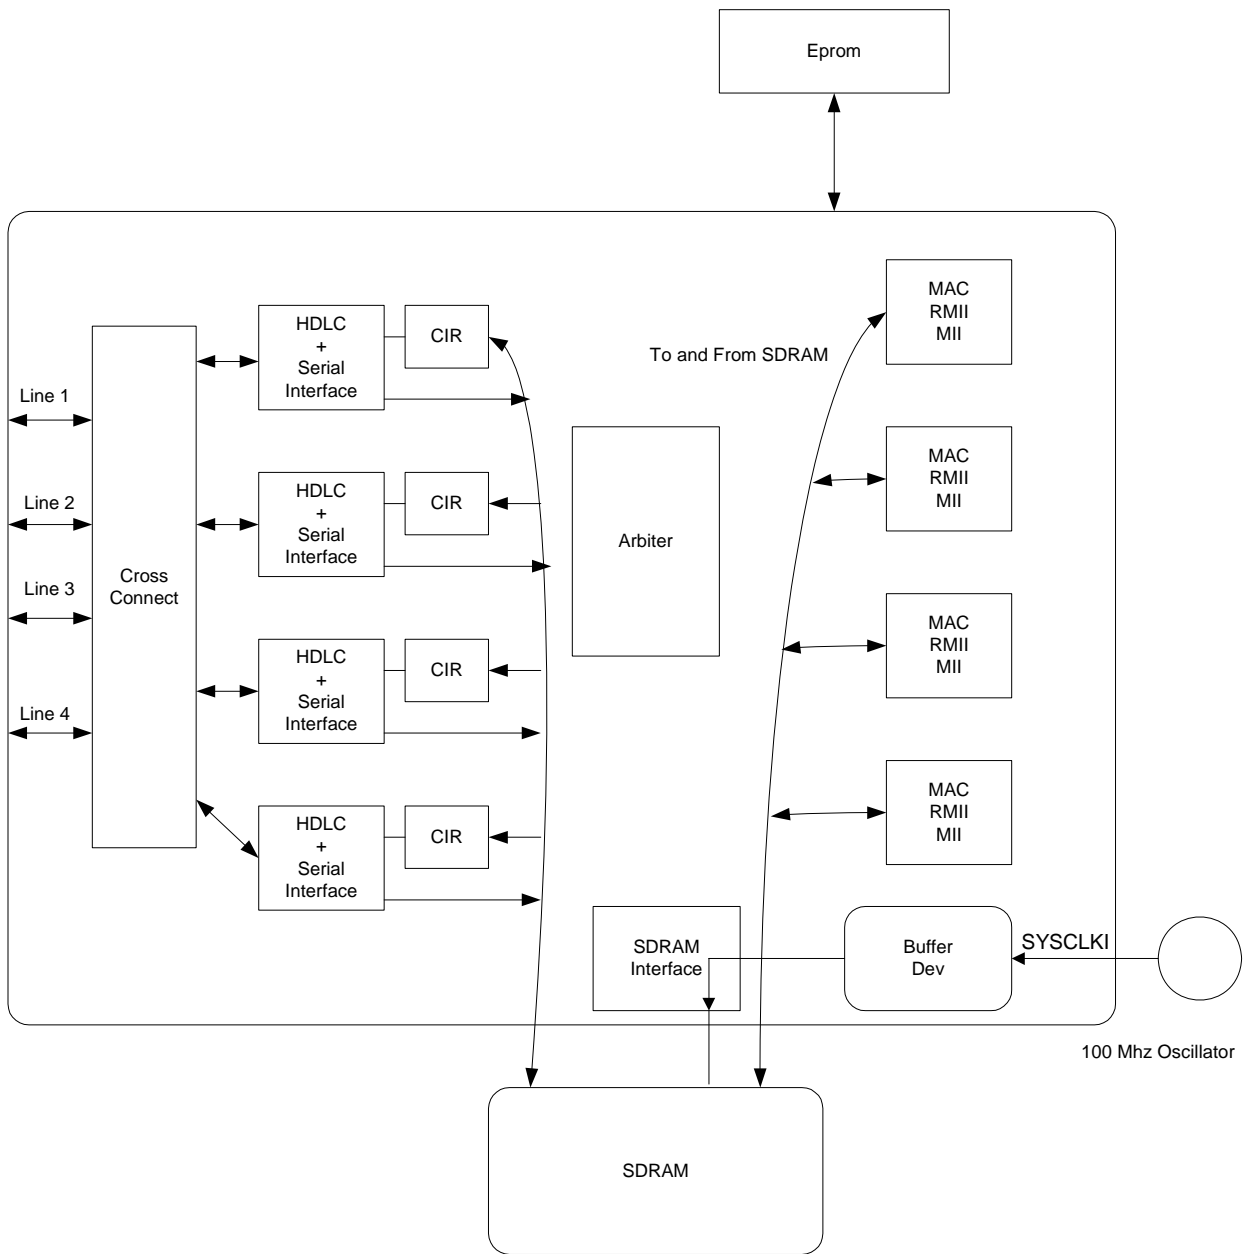 Eprom
MAC
RMII
MII
HDLC
+
Serial
Interface
CIR
To and From SDRAM
Line 1
MAC
RMII
MII
HDLC
+
Serial
Interface
CIR
Line 2
Arbiter
Cross
Connect
Line 3
MAC
RMII
MII
HDLC
+
Serial
Interface
CIR
Line 4
MAC
RMII
MII
HDLC
+
Serial
Interface
CIR
SDRAM
Interface
Buffer
Dev
SYSCLKI
100 Mhz Oscillator
SDRAM